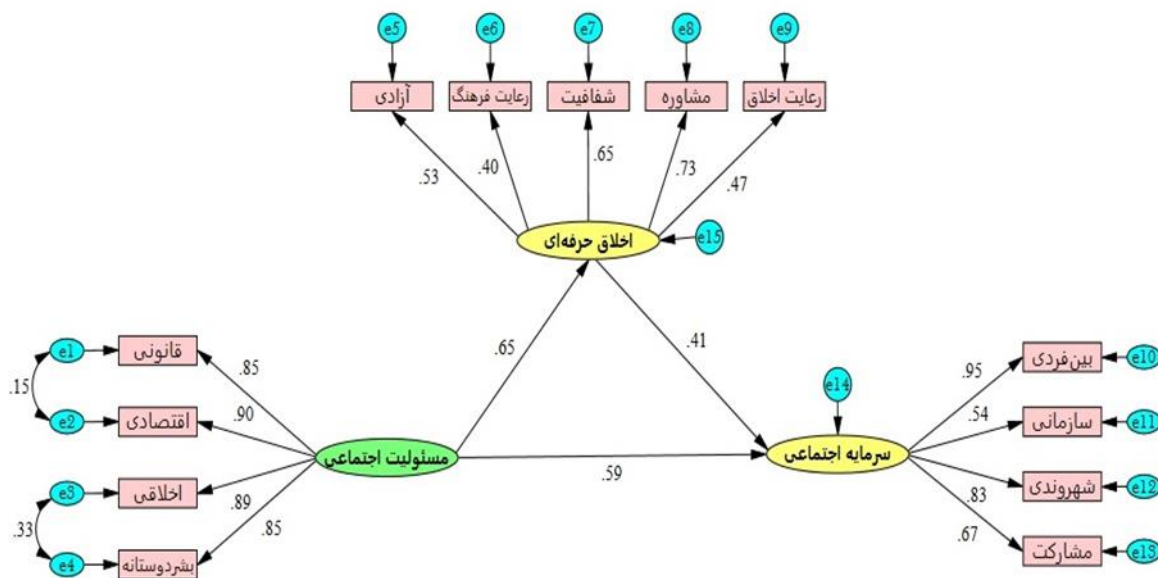 e5
e6
e7
e8
e9
آزادی
رعایت فرهنگ
شفافیت
مشاوره
رعایت اخلاق
.53
.40
.65
.73
.47
اخلاق حرفه‌ای
e15
.65
.41
e1
e2
e3
e4
.15
.33
قانونی
اقتصادی
اخلاقی
بشردوستانه
.85
.90
.89
.85
مسئولیت اجتماعی
.59
e14
سرمایه اجتماعی
.95
.54
.83
.67
بین‌فردی
سازمانی
شهروندی
مشارکت
e10
e11
e12
e13